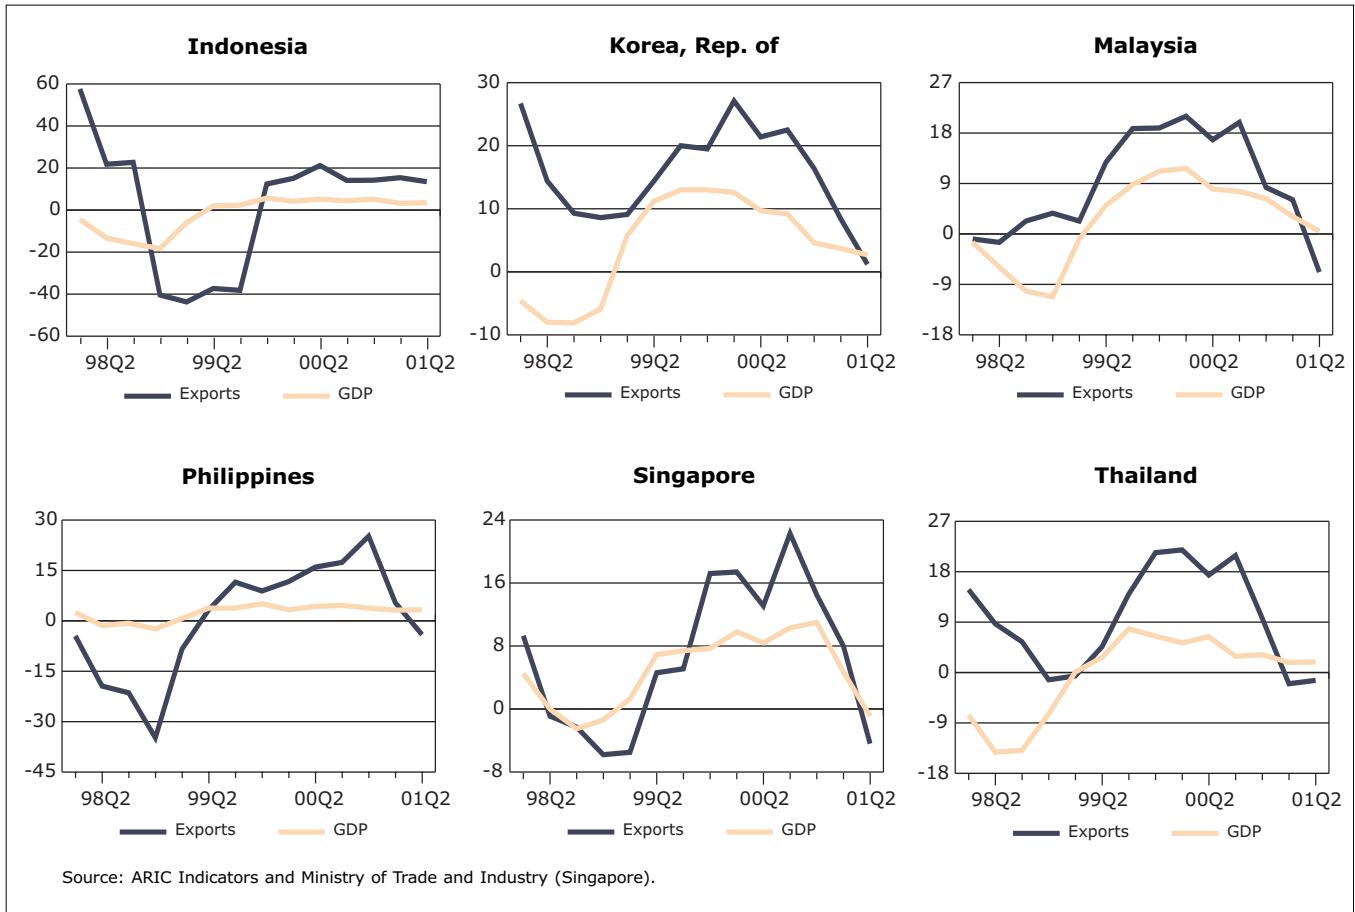 Indonesia
60
40
20
0
-20
-40
-60
98Q2 99Q2 00Q2 01Q2
Exports GDP
Korea, Rep. of
30
20
10
0
-10
98Q2 99Q2 00Q2 01Q2
Exports GDP
Malaysia
27
18
9
0
-9
-18
98Q2 99Q2 00Q2 01Q2
Exports GDP
Philippines
30
15
0
-15
-30
-45
98Q2 99Q2 00Q2 01Q2
Exports GDP
Singapore
24
16
8
0
-8
98Q2 99Q2 00Q2 01Q2
Exports GDP
Thailand
27
18
9
0
-9
-18
98Q2 99Q2 00Q2 01Q2
Exports GDP
Source: ARIC Indicators and Ministry of Trade and Industry (Singapore).